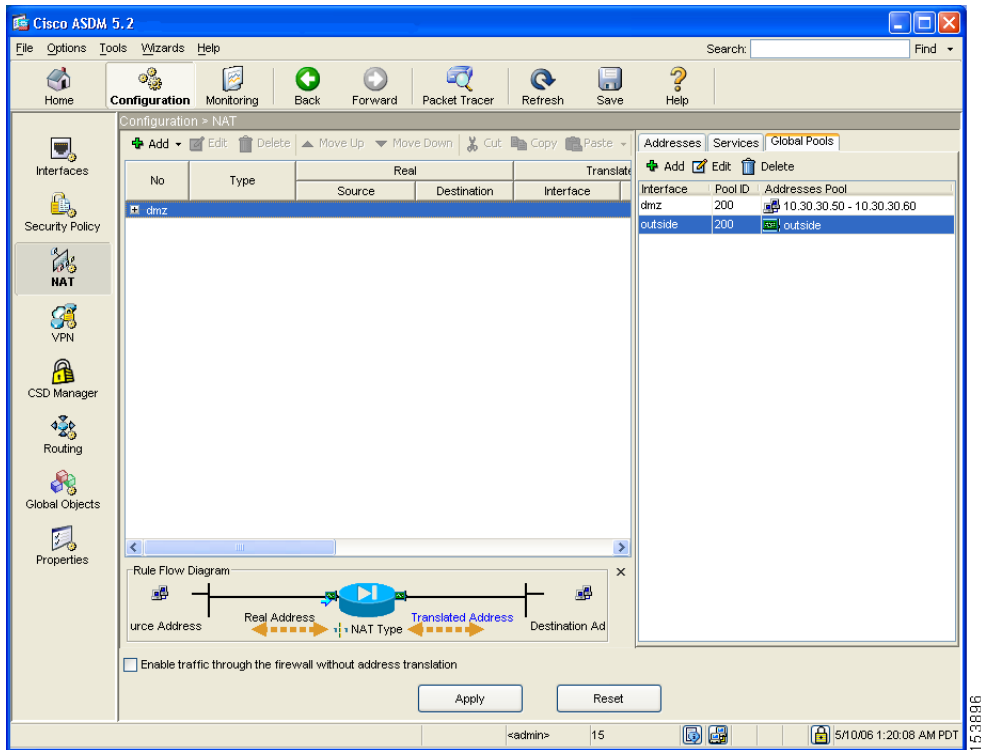 Cisco ASDM 5.2
File Options Tools Wizards Help Search: Find
Home Configuration Monitoring Back Forward Packet Tracer Refresh Save Help
Configuration > NAT
Interfaces
Security Policy
NAT
VPN
CSD Manager
Routing
Global Objects
Properties
Add Edit Delete Move Up Move Down Cut Copy Paste
No Type Real Translate
Source Destination Interface
dmz
Addresses Services Global Pools
Add Edit Delete
Interface Pool ID Addresses Pool
dmz 200 10.30.30.50 - 10.30.30.60
outside 200 outside
Rule Flow Diagram
urce Address Real Address NAT Type Translated Address Destination Ad
Enable traffic through the firewall without address translation
Apply Reset
<admin> 15 5/10/06 1:20:08 AM PDT
153896